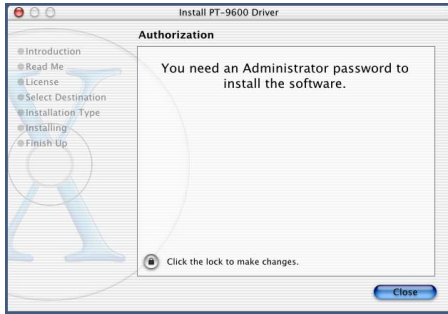 Install PT-9600 Driver
Authorization
Introduction
Read Me
License
Select Destination
Installation Type
Installing
Finish Up
You need an Administrator password to
install the software.
Click the lock to make changes.
Close